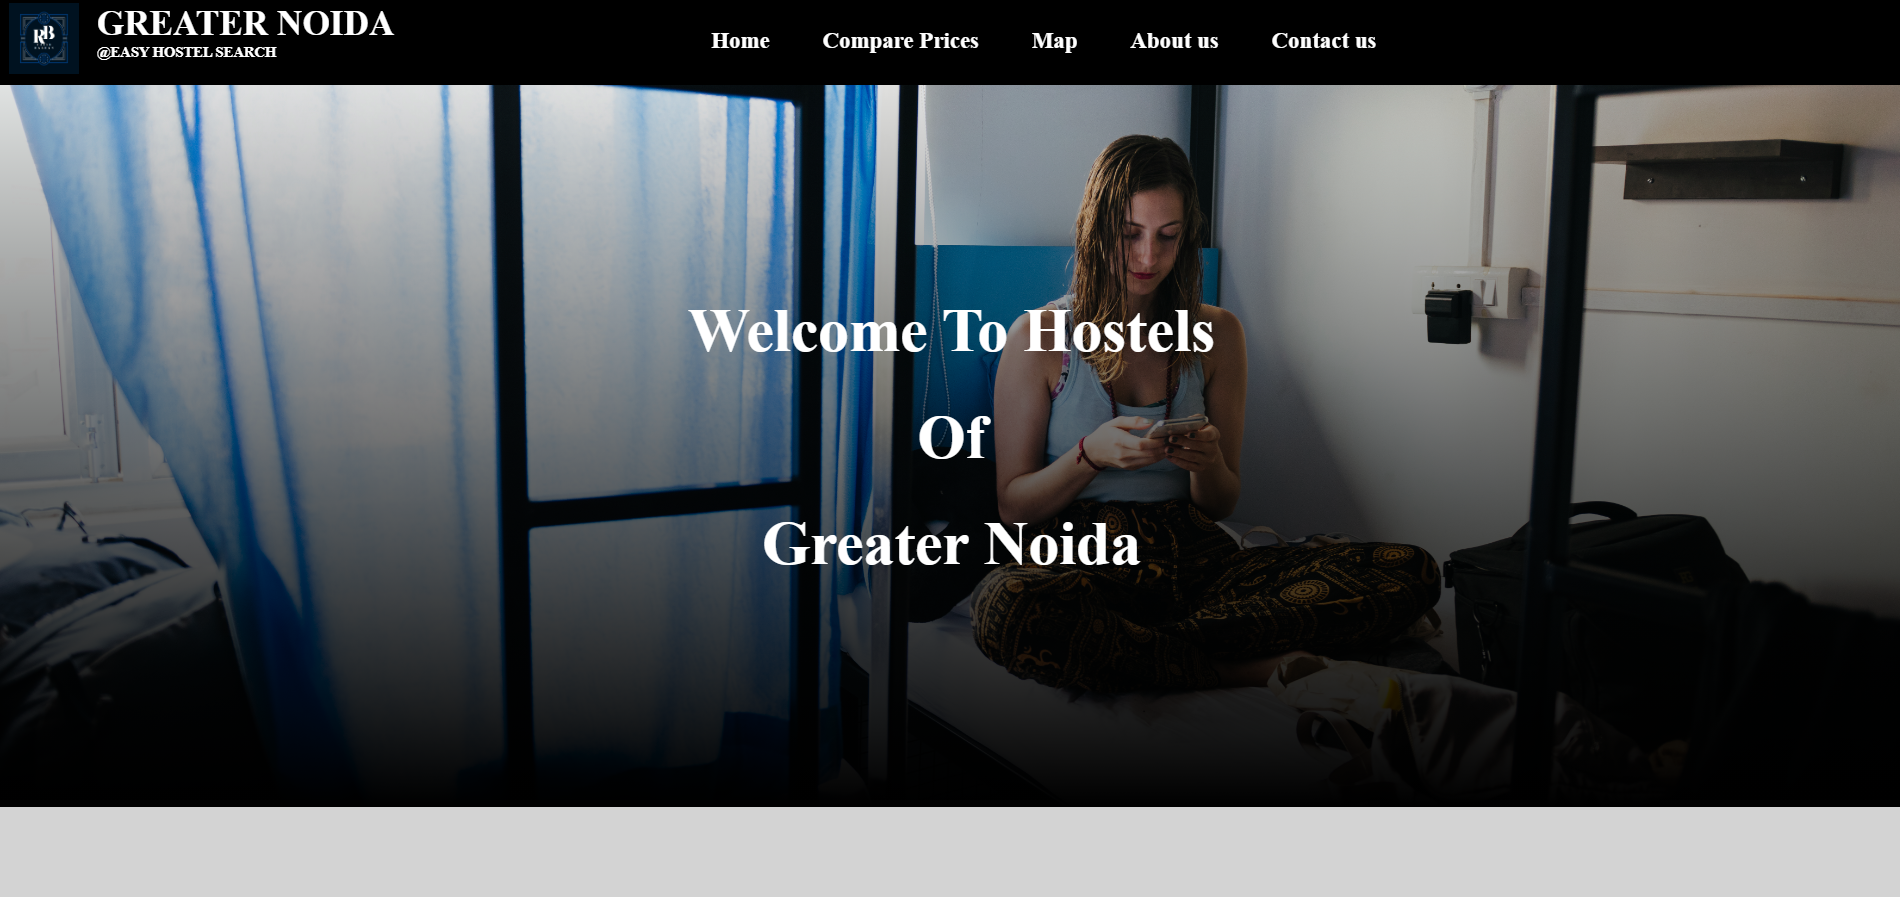 RB
GREATER NOIDA
@EASY HOSTEL SEARCH
Home
Compare Prices
Map
About us
Contact us
Welcome To Hostels
Of
Greater Noida